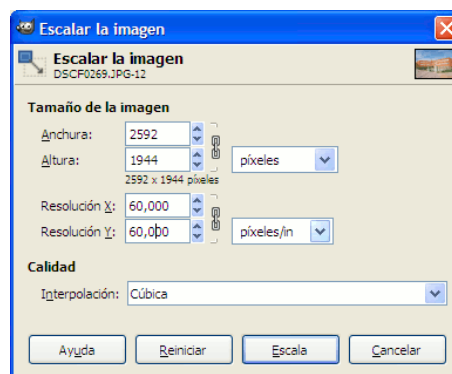 Escalar la imagen
Escalar la imagen
DSCF0269.JPG-12
Tamaño de la imagen
Anchura: 2592
Altura: 1944 píxeles
2592 x 1944 píxeles
Resolución X: 60,000
Resolución Y: 60,000 píxeles/in
Calidad
Interpolación: Cúbica
Ayuda Reiniciar Escala Cancelar